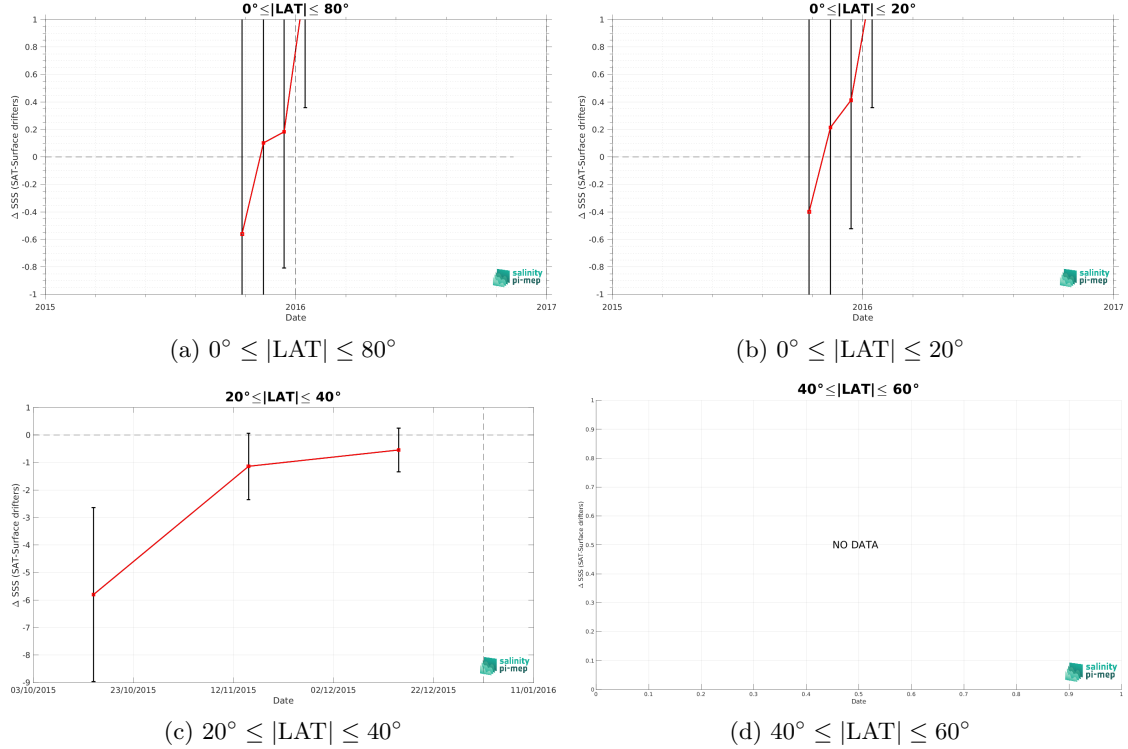 0°≤|LAT|≤ 80°
1
0.8
0.6
0.4
0.2
0
-0.2
-0.4
-0.6
-0.8
-1
Δ SSS (SAT-Surface drifters)
2015
2016
2017
Date
salinity
pi-mep
(a) 0° ≤ |LAT| ≤ 80°
0°≤|LAT|≤ 20°
1
0.8
0.6
0.4
0.2
0
-0.2
-0.4
-0.6
-0.8
-1
Δ SSS (SAT-Surface drifters)
2015
2016
2017
Date
salinity
pi-mep
(b) 0° ≤ |LAT| ≤ 20°
20°≤|LAT|≤ 40°
1
0
-1
-2
-3
-4
-5
-6
-7
-8
-9
Δ SSS (SAT-Surface drifters)
03/10/2015
23/10/2015
12/11/2015
02/12/2015
22/12/2015
11/01/2016
Date
salinity
pi-mep
(c) 20° ≤ |LAT| ≤ 40°
40°≤|LAT|≤ 60°
1
0.9
0.8
0.7
0.6
0.5
0.4
0.3
0.2
0.1
0
Δ SSS (SAT-Surface drifters)
NO DATA
0
0.1
0.2
0.3
0.4
0.5
0.6
0.7
0.8
0.9
1
Date
salinity
pi-mep
(d) 40° ≤ |LAT| ≤ 60°